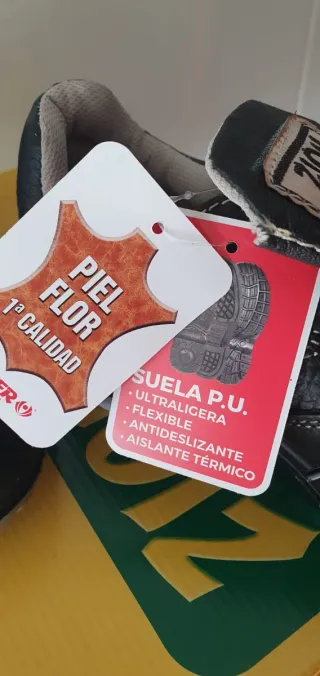 PIEL
FLOR
1ª CALIDAD
SUELA P.U.
· ULTRALIGERA
· FLEXIBLE
· ANTIDESLIZANTE
· AISLANTE TÉRMICO